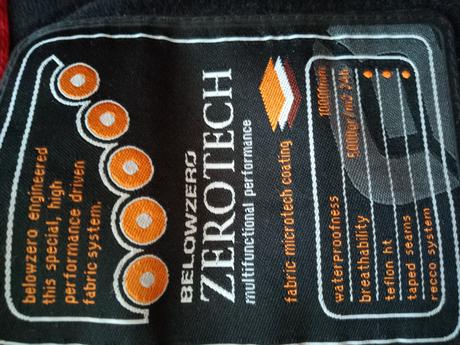 belowzero engineered
this special, high
performance driven
fabric system.
BELOWZERO
ZEROTECH
multifunctional performance
fabric microtech coating
waterproofness 10000mm
breathability 5000gr/m2 24h
teflon ht
taped seams
recco system